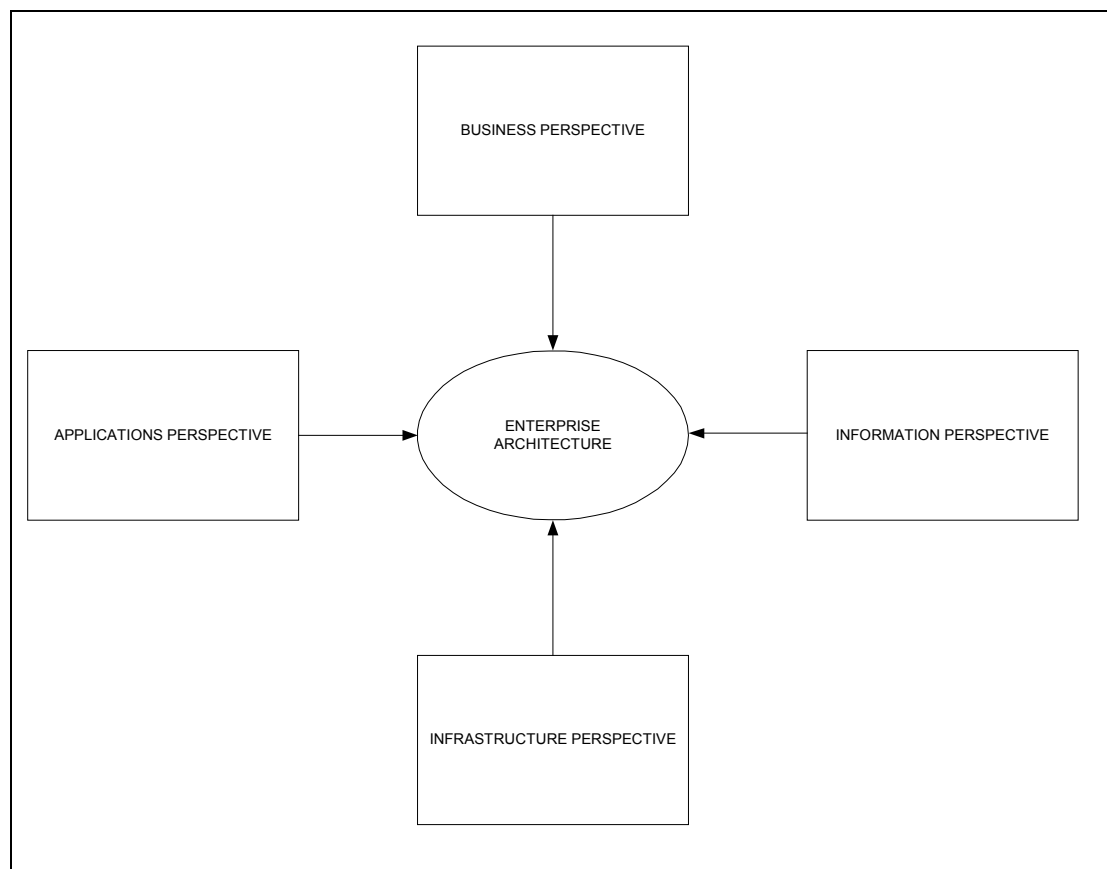 BUSINESS PERSPECTIVE
APPLICATIONS PERSPECTIVE
ENTERPRISE
ARCHITECTURE
INFORMATION PERSPECTIVE
INFRASTRUCTURE PERSPECTIVE